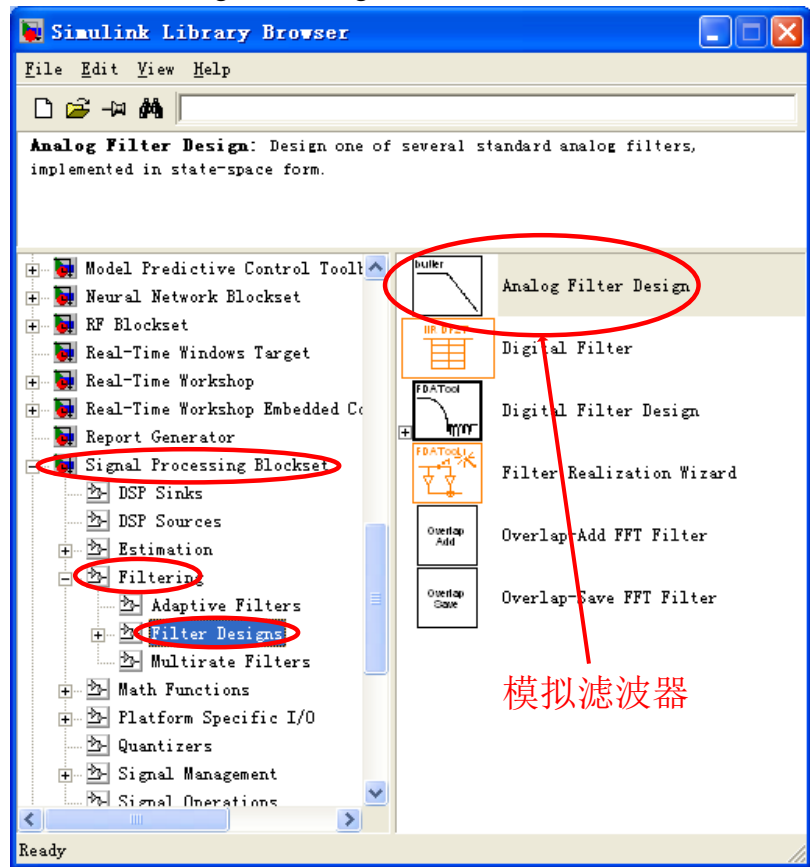 Simulink Library Browser
File Edit View Help
Analog Filter Design: Design one of several standard analog filters,
implemented in state-space form.
Model Predictive Control Tool
Neural Network Blockset
RF Blockset
Real-Time Windows Target
Real-Time Workshop
Real-Time Workshop Embedded Co
Report Generator
Signal Processing Blockset
DSP Sinks
DSP Sources
Estimation
Filtering
Adaptive Filters
Filter Designs
Multirate Filters
Math Functions
Platform Specific I/O
Quantizers
Signal Management
Signal Operations
butter
Analog Filter Design
Digital Filter
FDATool
Digital Filter Design
FDATool
Filter Realization Wizard
Overlap
Add
Overlap-Add FFT Filter
Overlap
Save
Overlap-Save FFT Filter
模拟滤波器
Ready